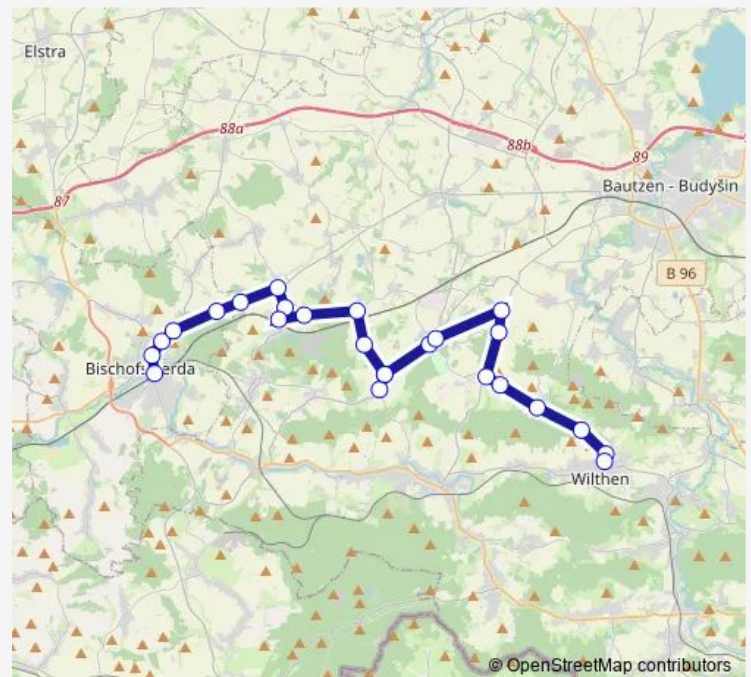 Elstra
88a
88b
89
87
Bautzen - Budyšin
B 96
Bischofswerda
Wilthen
© OpenStreetMap contributors